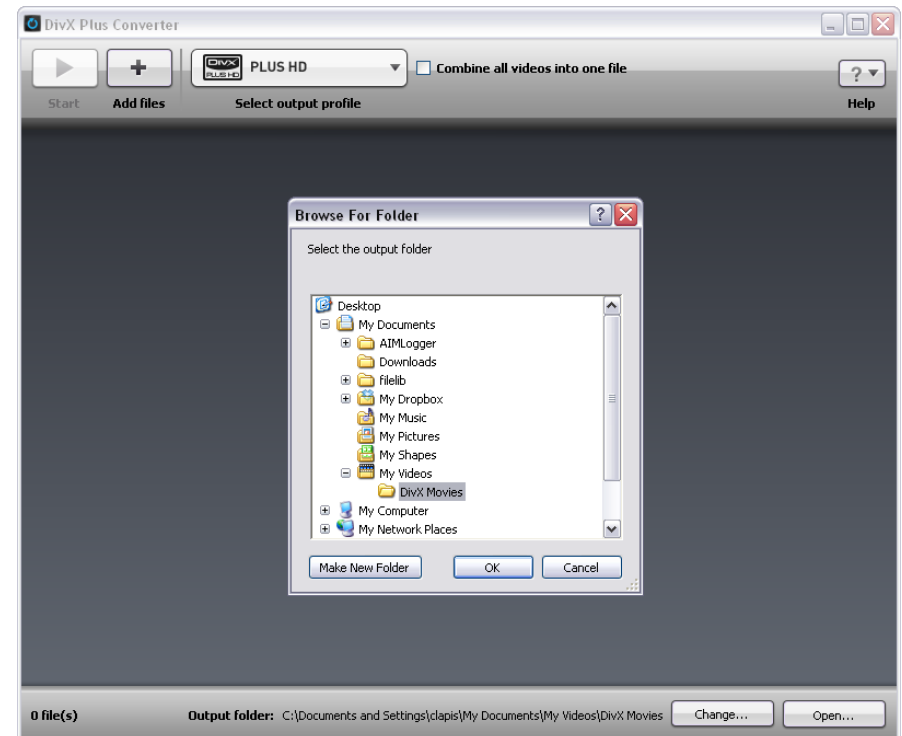 DivX Plus Converter
DIVX
PLUS HD
PLUS HD
Combine all videos into one file
?
Start
Add files
Select output profile
Help
Browse For Folder
?
Select the output folder
Desktop
My Documents
AIMLogger
Downloads
filelib
My Dropbox
My Music
My Pictures
My Shapes
My Videos
DivX Movies
My Computer
My Network Places
Make New Folder
OK
Cancel
0 file(s)
Output folder: C:\Documents and Settings\clapis\My Documents\My Videos\DivX Movies
Change...
Open...